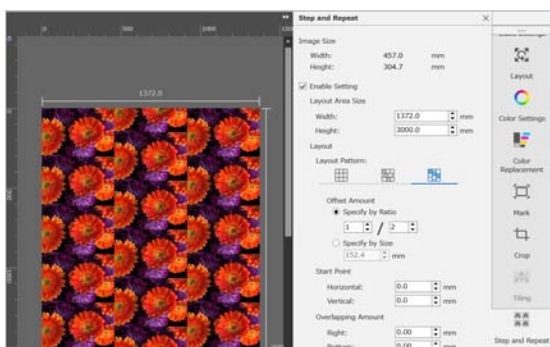 Step and Repeat
Image Size
Width: 457.0 mm
Height: 304.7 mm
Enable Setting
Layout Area Size
Width: 1372.0 mm
Height: 3000.0 mm
Layout
Layout Pattern:
Offset Amount
Specify by Ratio
1 / 2
Specify by Size
152.4 mm
Start Point
Horizontal: 0.0 mm
Vertical: 0.0 mm
Overlapping Amount
Right: 0.00 mm
0.00 mm
0 500 1000
1372.0
Layout
Color Settings
Color
Replacement
Mark
Crop
Tiling
Step and Repeat